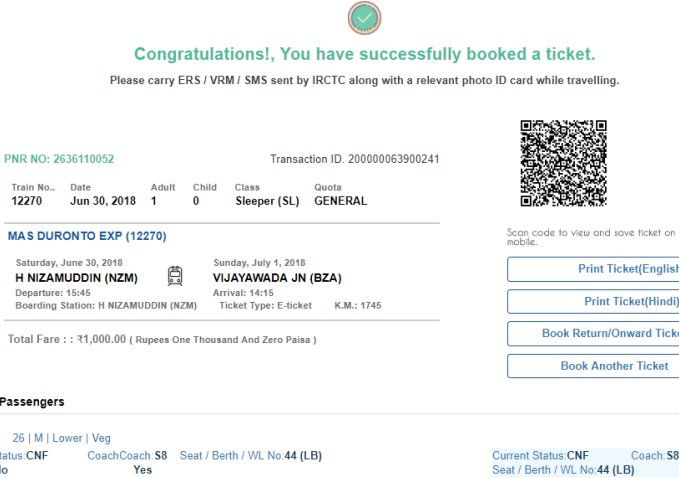 Congratulations!, You have successfully booked a ticket.
Please carry ERS / VRM / SMS sent by IRCTC along with a relevant photo ID card while travelling.
PNR NO: 2636110052
Transaction ID. 200000063900241
Train No.. Date Adult Child Class Quota
12270 Jun 30, 2018 1 0 Sleeper (SL) GENERAL
MAS DURONTO EXP (12270)
Saturday, June 30, 2018 Sunday, July 1, 2018
H NIZAMUDDIN (NZM) VIJAYAWADA JN (BZA)
Departure: 15:45 Arrival: 14:15
Boarding Station: H NIZAMUDDIN (NZM) Ticket Type: E-ticket K.M.: 1745
Total Fare : : ₹1,000.00 ( Rupees One Thousand And Zero Paisa )
Scan code to view and save ticket on
mobile.
Print Ticket(English
Print Ticket(Hindi)
Book Return/Onward Ticke
Book Another Ticket
Passengers
26 | M | Lower | Veg
tatus:CNF CoachCoach: S8 Seat / Berth / WL No:44 (LB)
lo Yes
Current Status:CNF Coach:S8
Seat / Berth / WL No:44 (LB)